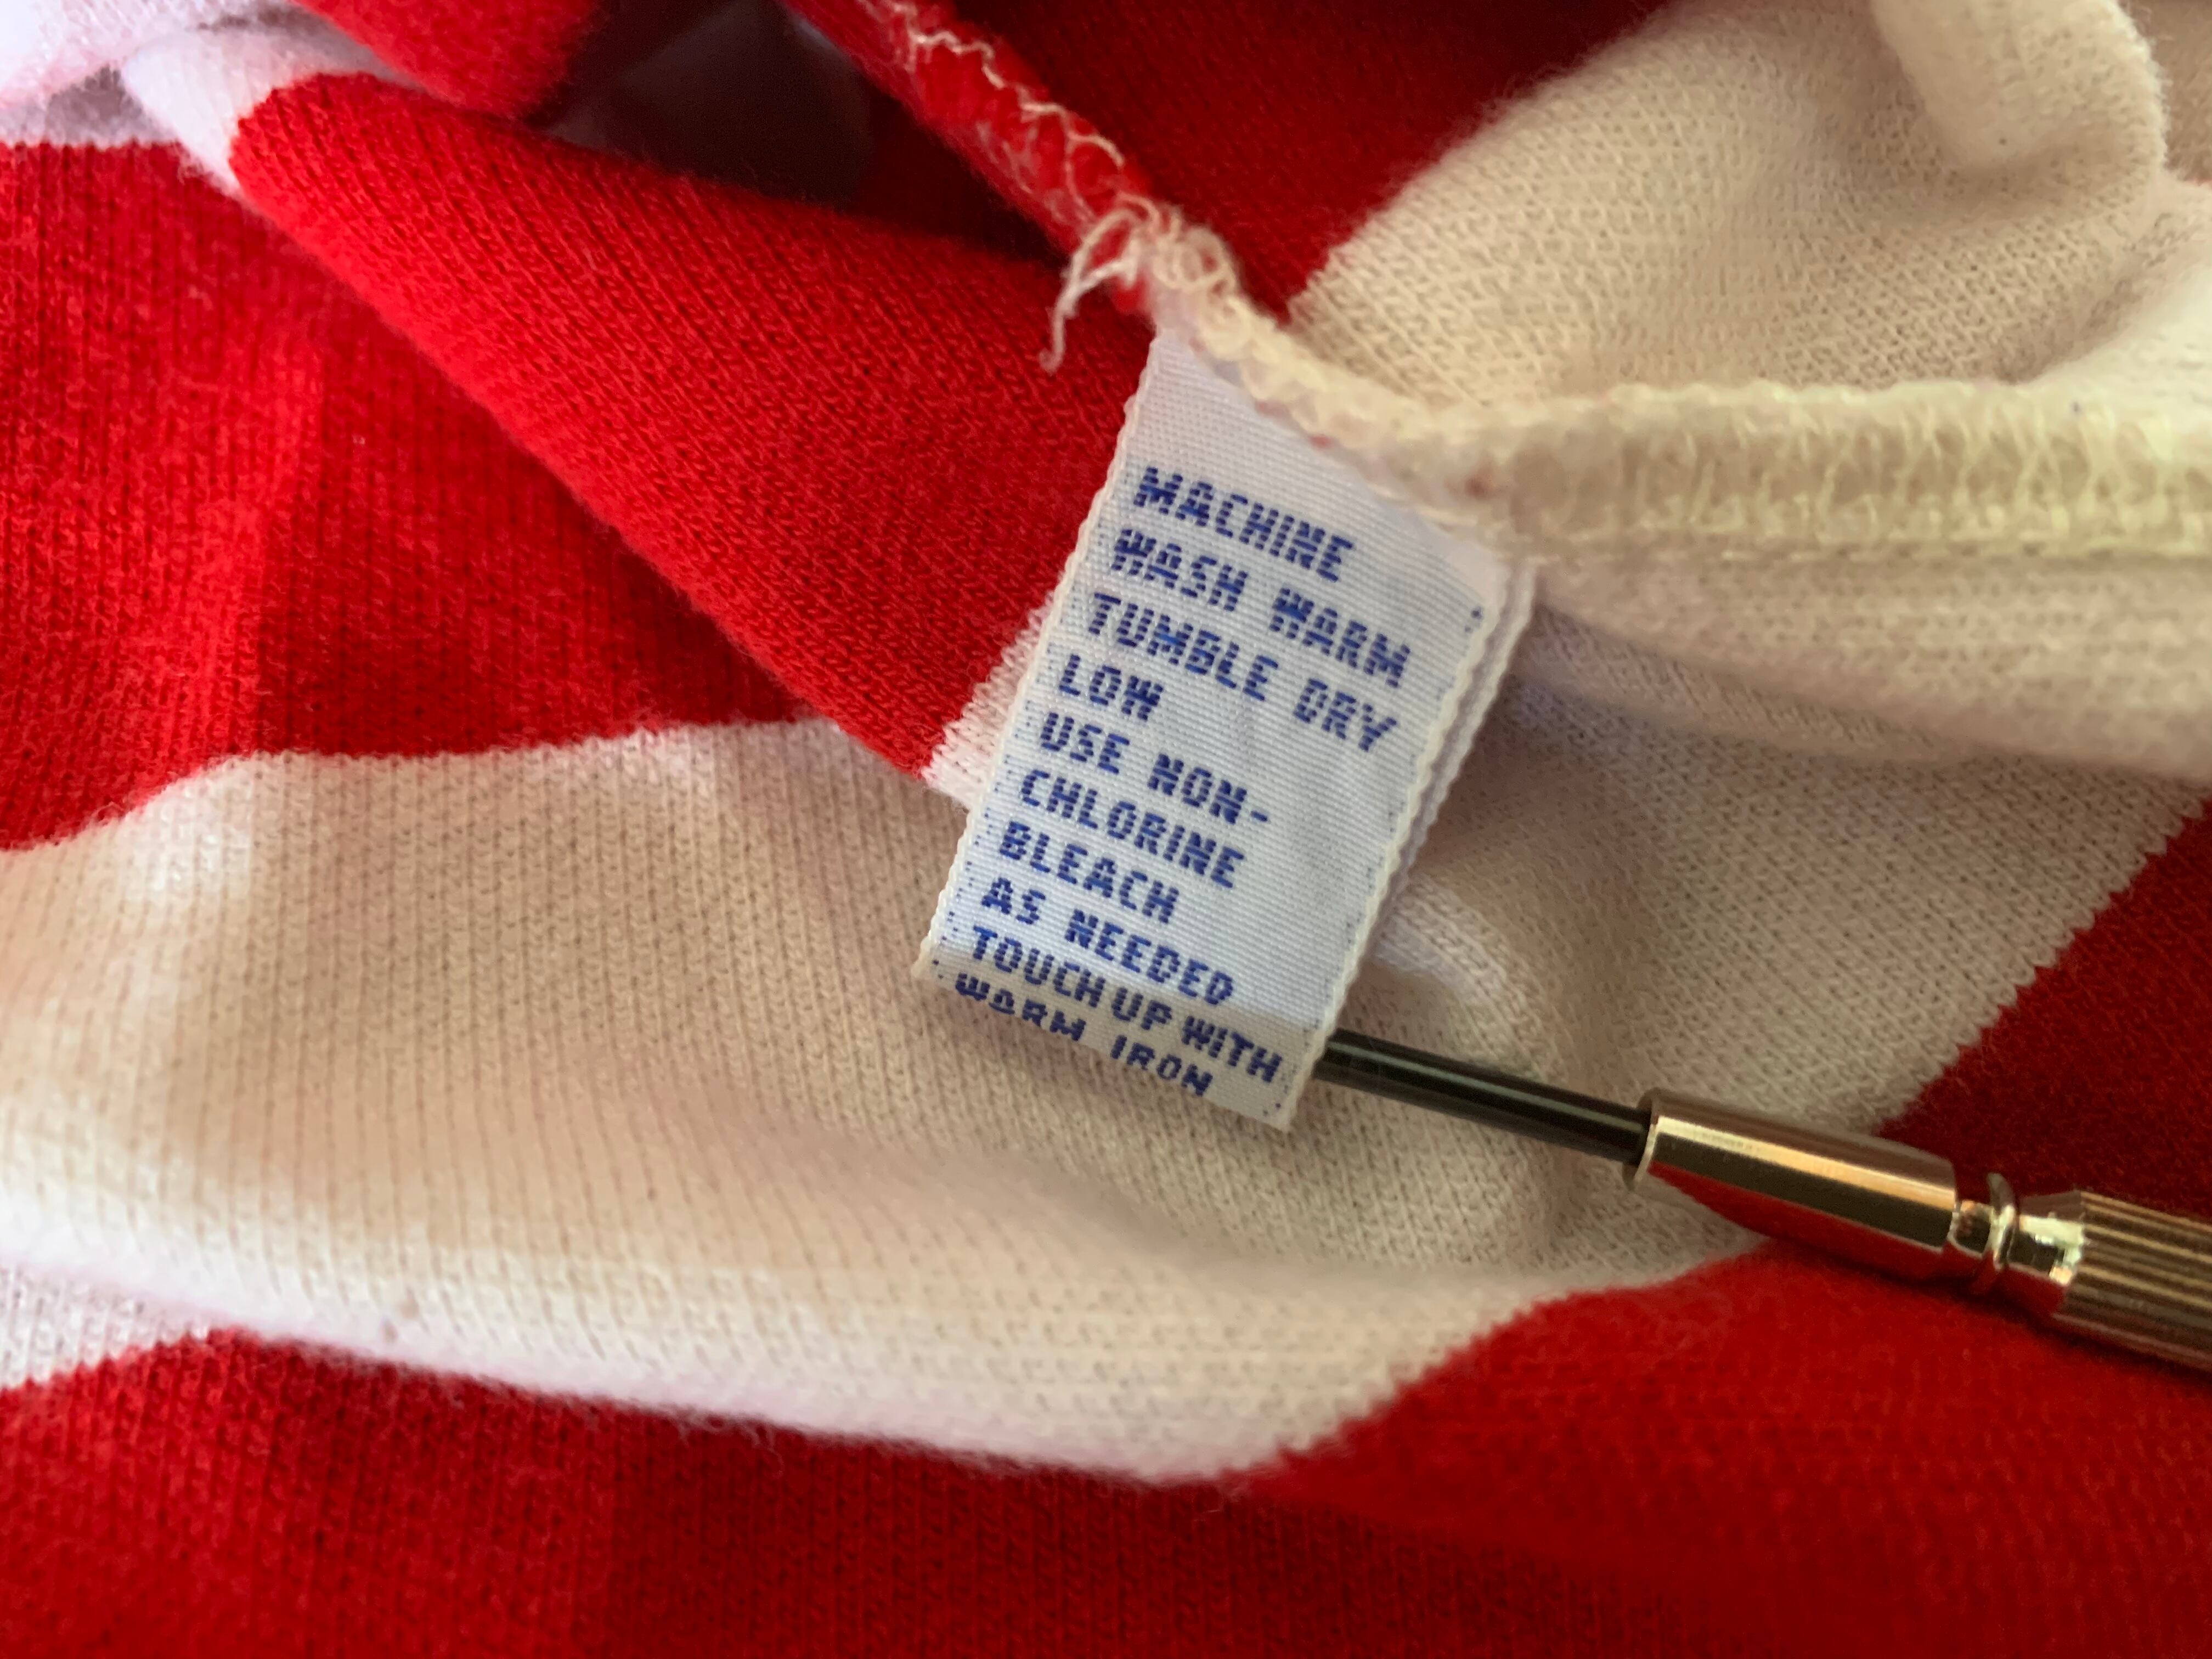 MACHINE
WASH WARM
TUMBLE DRY
LOW
USE NON-
CHLORINE
BLEACH
AS NEEDED
TOUCH UP WITH
WARM IRON